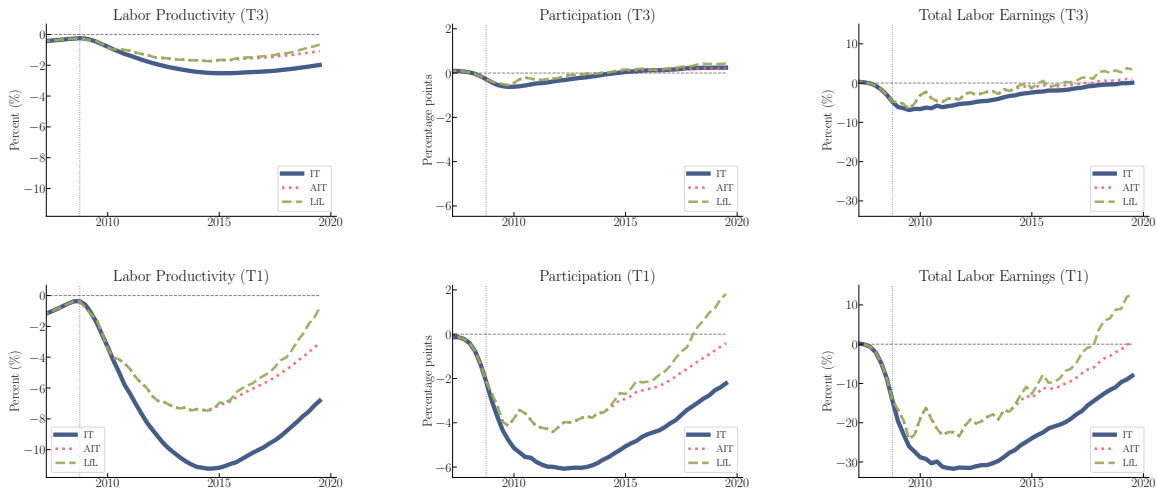 Labor Productivity (T3)
Percent (%)
0
−2
−4
−6
−8
−10
2010
2015
2020
IT
AIT
LfL
Participation (T3)
Percentage points
2
0
−2
−4
−6
2010
2015
2020
IT
AIT
LfL
Total Labor Earnings (T3)
Percent (%)
10
0
−10
−20
−30
2010
2015
2020
IT
AIT
LfL
Labor Productivity (T1)
Percent (%)
0
−2
−4
−6
−8
−10
2010
2015
2020
IT
AIT
LfL
Participation (T1)
Percentage points
2
0
−2
−4
−6
2010
2015
2020
IT
AIT
LfL
Total Labor Earnings (T1)
Percent (%)
10
0
−10
−20
−30
2010
2015
2020
IT
AIT
LfL